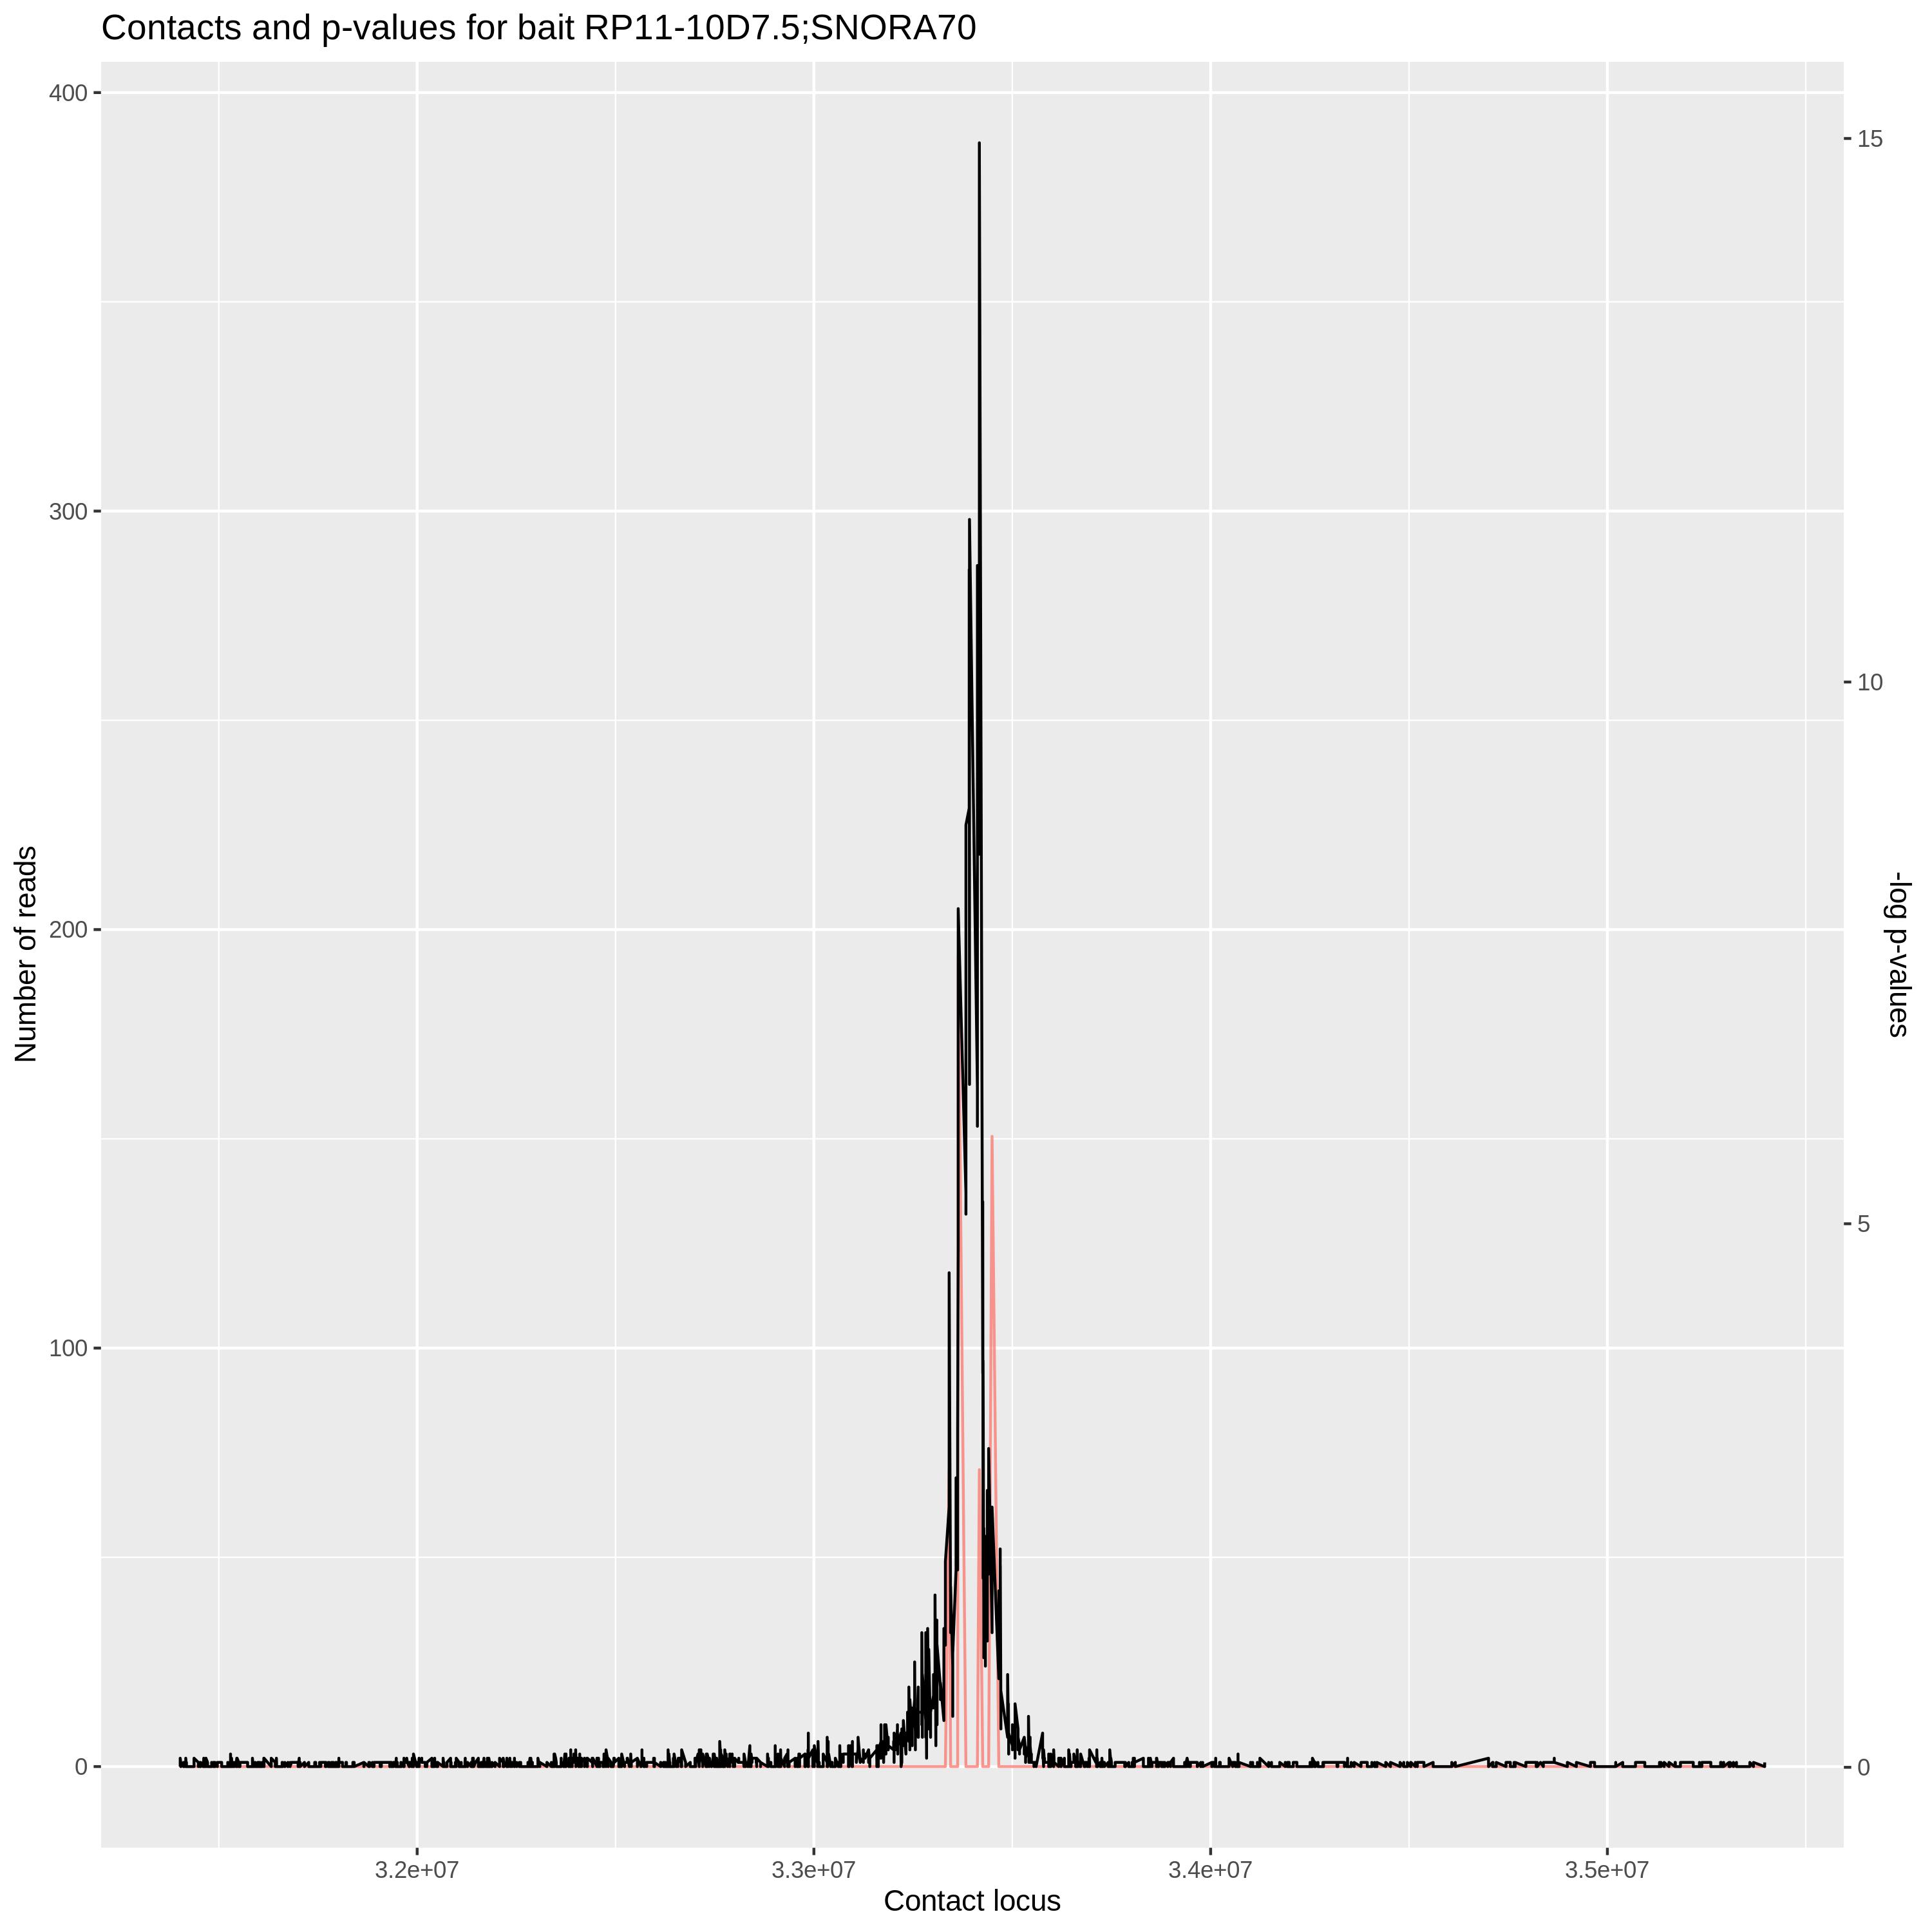 Contacts and p-values for bait RP11-10D7.5;SNORA70
400
300
200
100
0
Number of reads
15
10
5
0
-log p-values
3.2e+07
3.3e+07
3.4e+07
3.5e+07
Contact locus